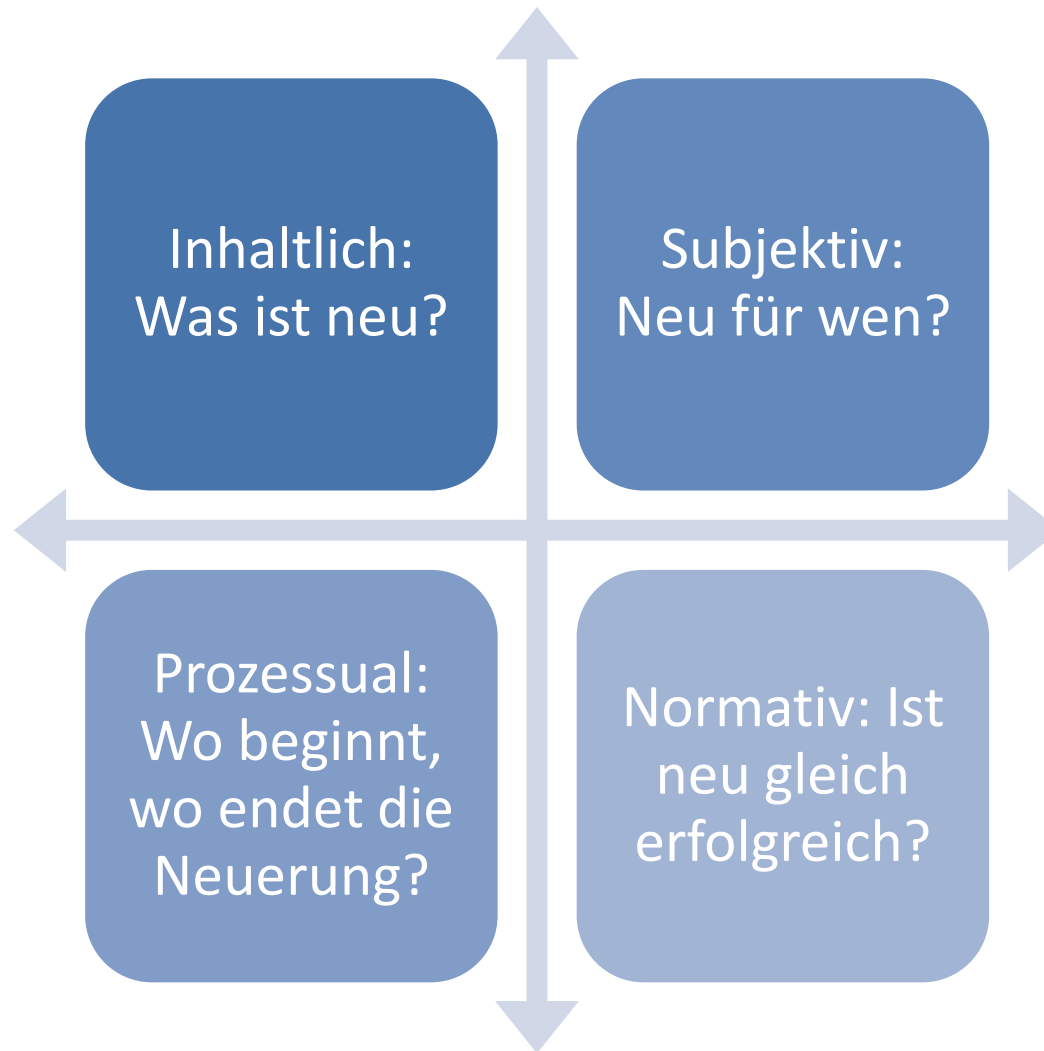 Inhaltlich:
Was ist neu?
Subjektiv:
Neu für wen?
Prozessual:
Wo beginnt,
wo endet die
Neuerung?
Normativ: Ist
neu gleich
erfolgreich?